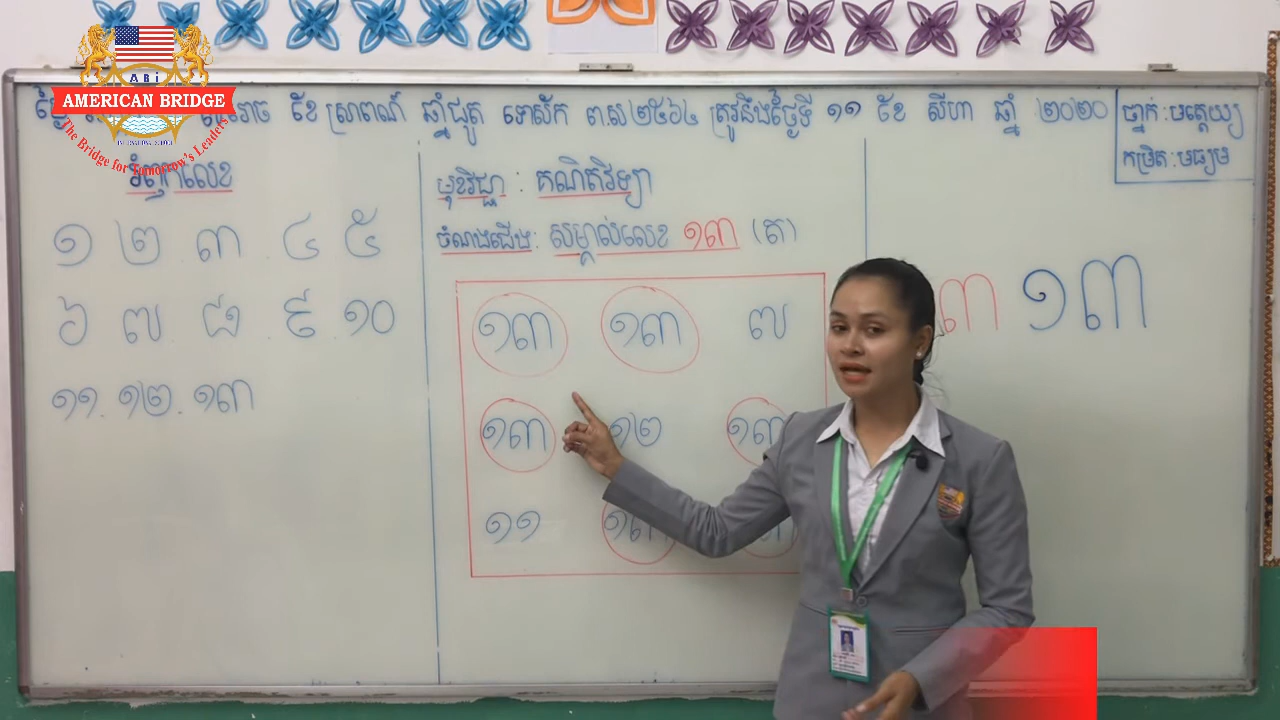 ABi
AMERICAN BRIDGE
INTERNATIONAL SCHOOL
The Bridge for Tomorrow's Leaders
ខែ ស្រាពណ៍ ឆ្នាំជូត ទោស័ក ព.ស ២៥៦៤ ត្រូវនឹងថ្ងៃទី ១១ ខែ សីហា ឆ្នាំ ២០២០
ថ្នាក់ : មត្តេយ្យ
កម្រិត : មធ្យម
រំឭកលេខ
១ ២ ៣ ៤ ៥
៦ ៧ ៨ ៩ ១០
១១. ១២. ១៣
មុខវិជ្ជា : គណិតវិទ្យា
ចំណងជើង: សម្គាល់លេខ ១៣ (ត)
១៣ ១៣ ៧
១៣ ១២ ១៣
១១ ១៣
៣ ១៣